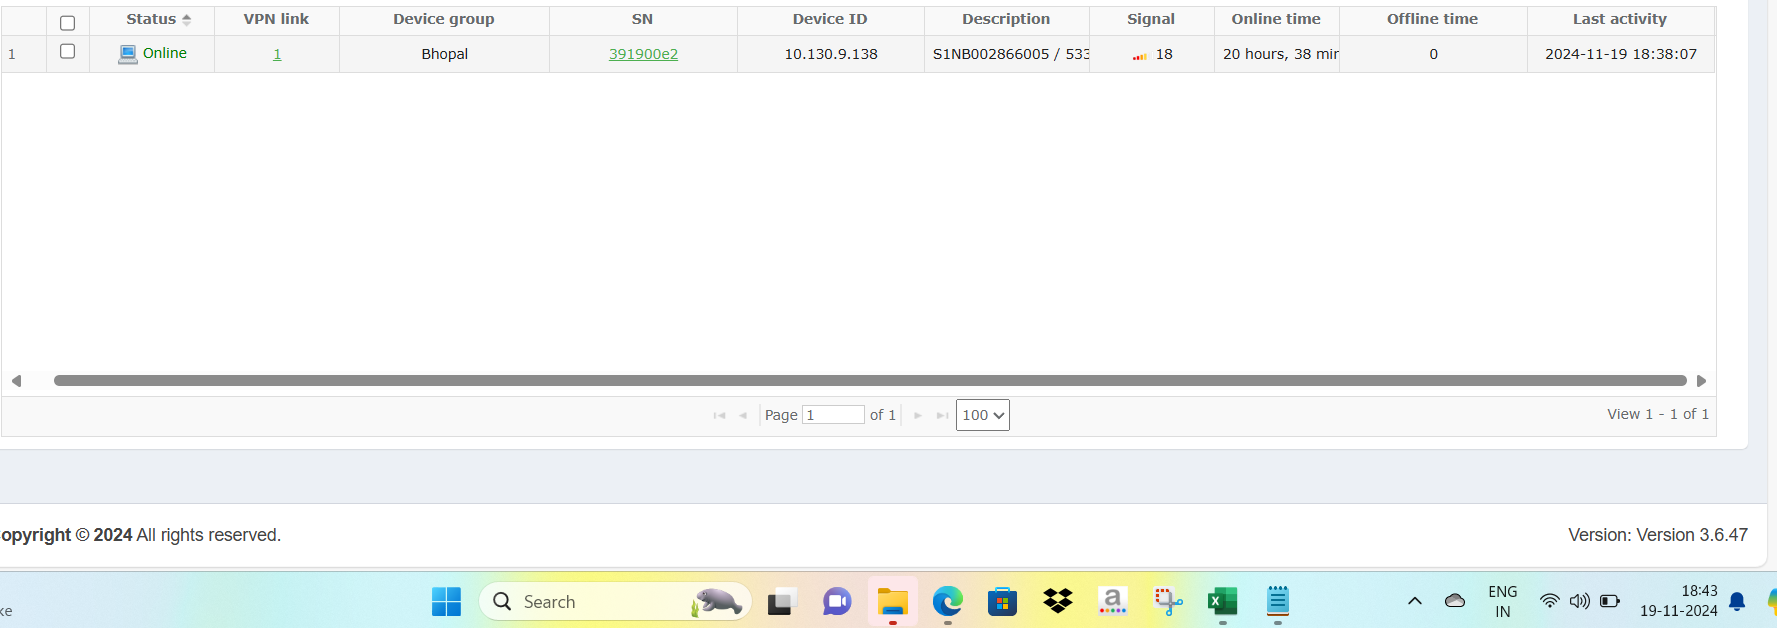 Status VPN link Device group SN Device ID Description Signal Online time Offline time Last activity
1 Online 1 Bhopal 391900e2 10.130.9.138 S1NB002866005 / 533 18 20 hours, 38 min 0 2024-11-19 18:38:07
Page 1 of 1 100 View 1 - 1 of 1
opyright © 2024 All rights reserved. Version: Version 3.6.47
ke Search a X ENG 18:43
IN 19-11-2024